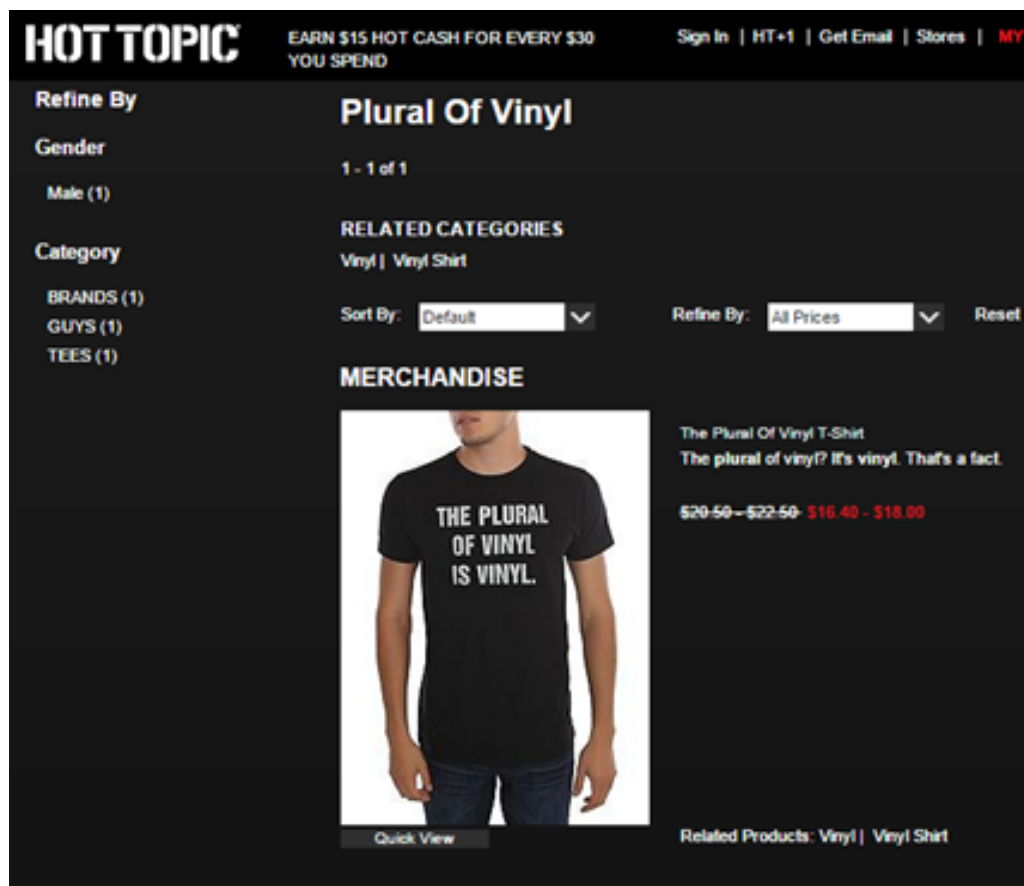 HOT TOPIC
EARN $15 HOT CASH FOR EVERY $30
YOU SPEND
Sign In | HT+1 | Get Email | Stores | MY
Refine By
Gender
Male (1)
Category
BRANDS (1)
GUYS (1)
TEES (1)
Plural Of Vinyl
1 - 1 of 1
RELATED CATEGORIES
Vinyl | Vinyl Shirt
Sort By: Default
Refine By: All Prices
Reset
MERCHANDISE
THE PLURAL
OF VINYL
IS VINYL.
Quick View
The Plural Of Vinyl T-Shirt
The plural of vinyl? It's vinyl. That's a fact.
$20.50 - $22.50 $16.40 - $18.00
Related Products: Vinyl | Vinyl Shirt